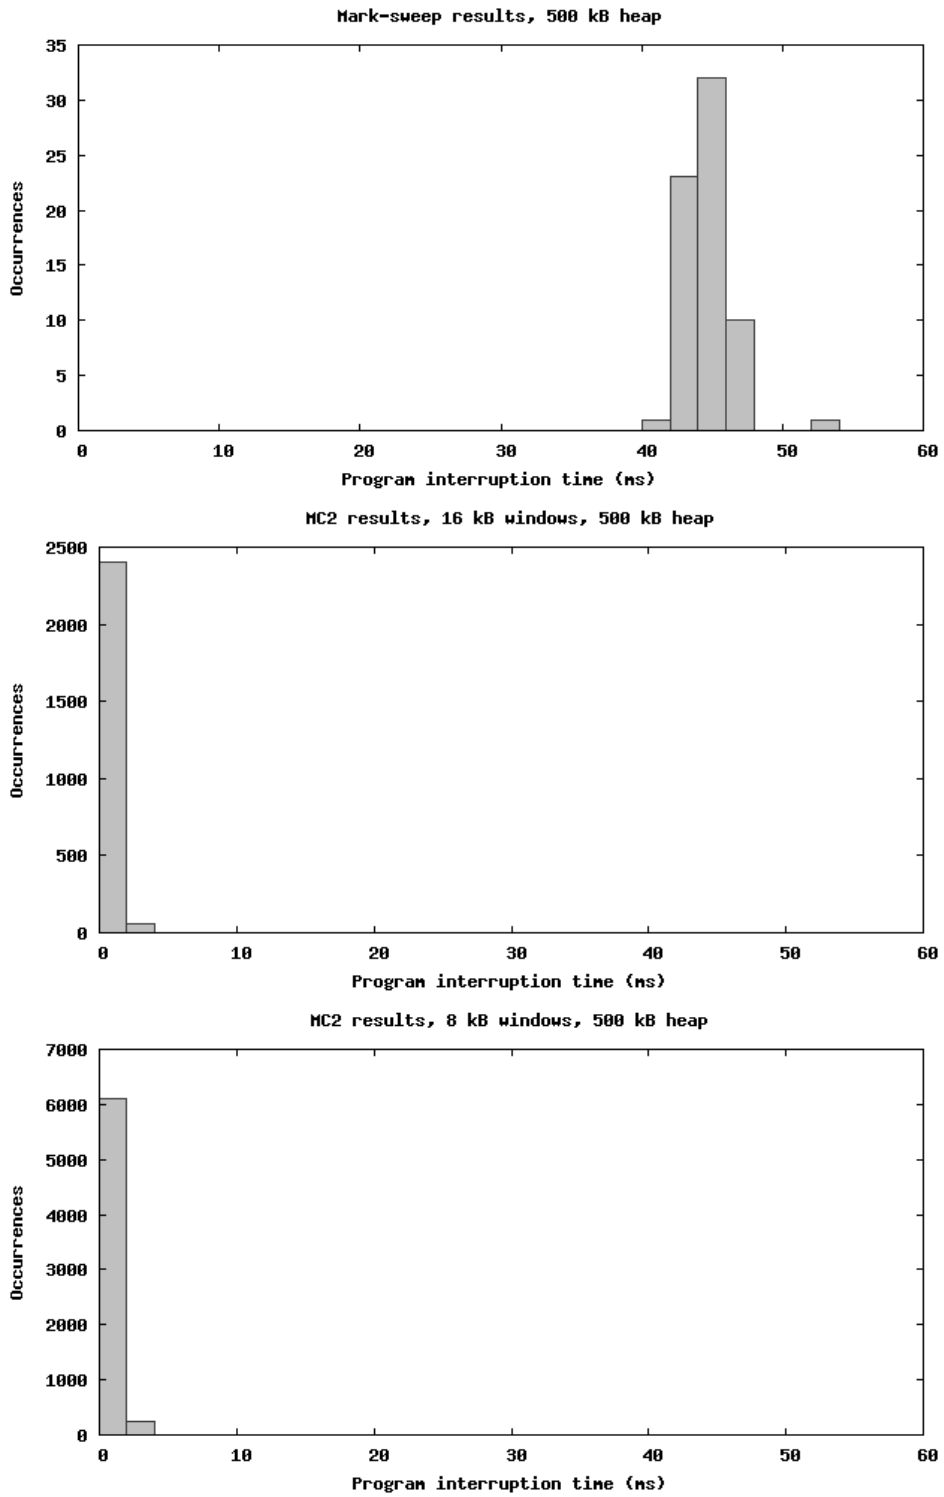 Mark-sweep results, 500 kB heap
35
30
25
20
15
10
5
0
Occurrences
0 10 20 30 40 50 60
Program interruption time (ms)
MC2 results, 16 kB windows, 500 kB heap
2500
2000
1500
1000
500
0
Occurrences
0 10 20 30 40 50 60
Program interruption time (ms)
MC2 results, 8 kB windows, 500 kB heap
7000
6000
5000
4000
3000
2000
1000
0
Occurrences
0 10 20 30 40 50 60
Program interruption time (ms)